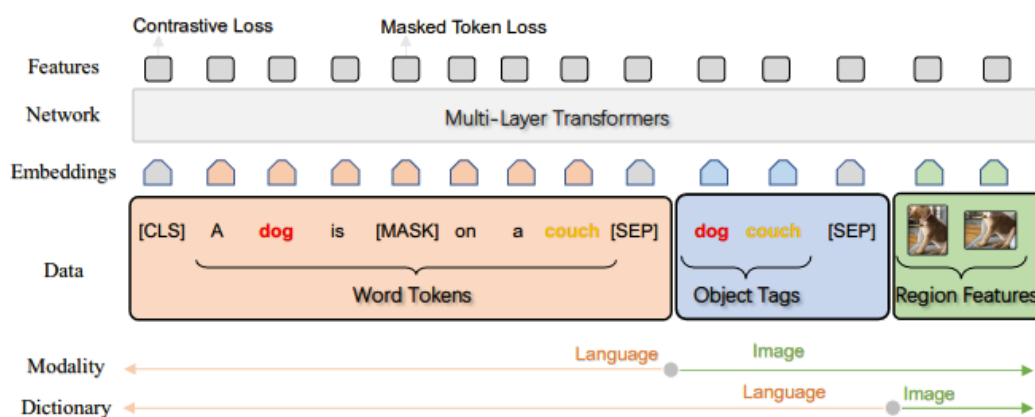 Contrastive Loss Masked Token Loss
Features
Network Multi-Layer Transformers
Embeddings
[CLS] A dog is [MASK] on a couch [SEP] dog couch [SEP]
Data
Word Tokens Object Tags Region Features
Modality Language Image
Dictionary Language Image